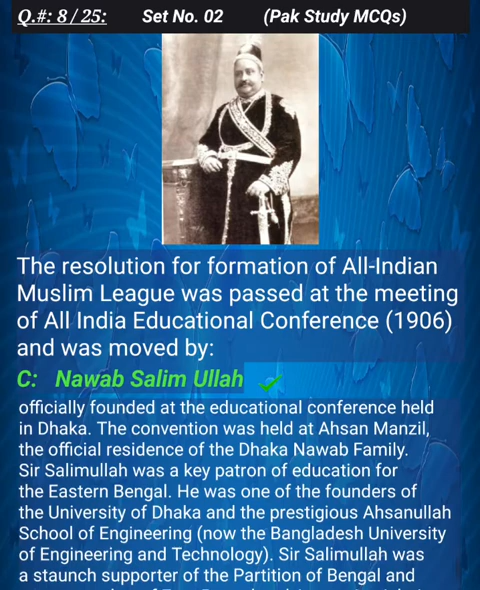 Q.#: 8 / 25: Set No. 02 (Pak Study MCQs)
The resolution for formation of All-Indian
Muslim League was passed at the meeting
of All India Educational Conference (1906)
and was moved by:
C: Nawab Salim Ullah
officially founded at the educational conference held
in Dhaka. The convention was held at Ahsan Manzil,
the official residence of the Dhaka Nawab Family.
Sir Salimullah was a key patron of education for
the Eastern Bengal. He was one of the founders of
the University of Dhaka and the prestigious Ahsanullah
School of Engineering (now the Bangladesh University
of Engineering and Technology). Sir Salimullah was
a staunch supporter of the Partition of Bengal and